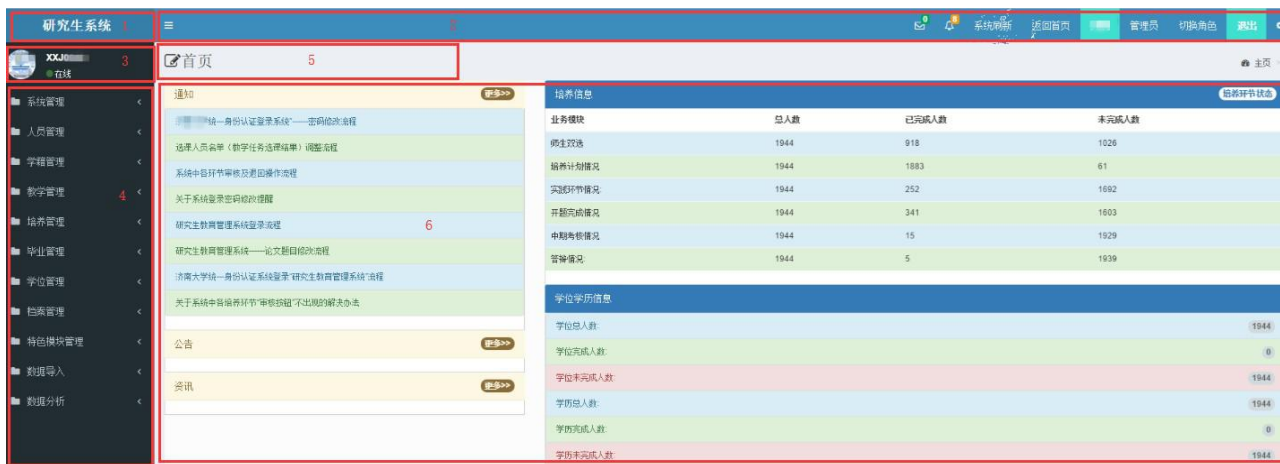 研究生系统 1
2
0
系统刷新 返回首页 管理员 切换角色 退出
XXJ0
在线
3
首页 5
主页
系统管理
人员管理
学籍管理
教学管理
培养管理
毕业管理
学位管理
档案管理
特色模块管理
数据导入
数据分析
4
通知 更多>>
统一身份认证登录系统”——密码修改流程
选课人员名单（教学任务选课结果）调整流程
系统中各环节审核及退回操作流程
关于系统登录密码修改提醒
研究生教育管理系统登录流程
6
研究生教育管理系统——论文题目修改流程
济南大学统一身份认证系统登录“研究生教育管理系统”流程
关于系统中各培养环节“审核按钮”不出现的解决办法
公告 更多>>
资讯 更多>>
培养信息 培养环节状态
业务模块 总人数 已完成人数 未完成人数
师生双选 1944 918 1026
培养计划情况 1944 1883 61
实践环节情况 1944 252 1692
开题完成情况 1944 341 1603
中期考核情况 1944 15 1929
答辩情况 1944 5 1939
学位学历信息
学位总人数: 1944
学位完成人数: 0
学位未完成人数: 1944
学历总人数: 1944
学历完成人数: 0
学历未完成人数: 1944